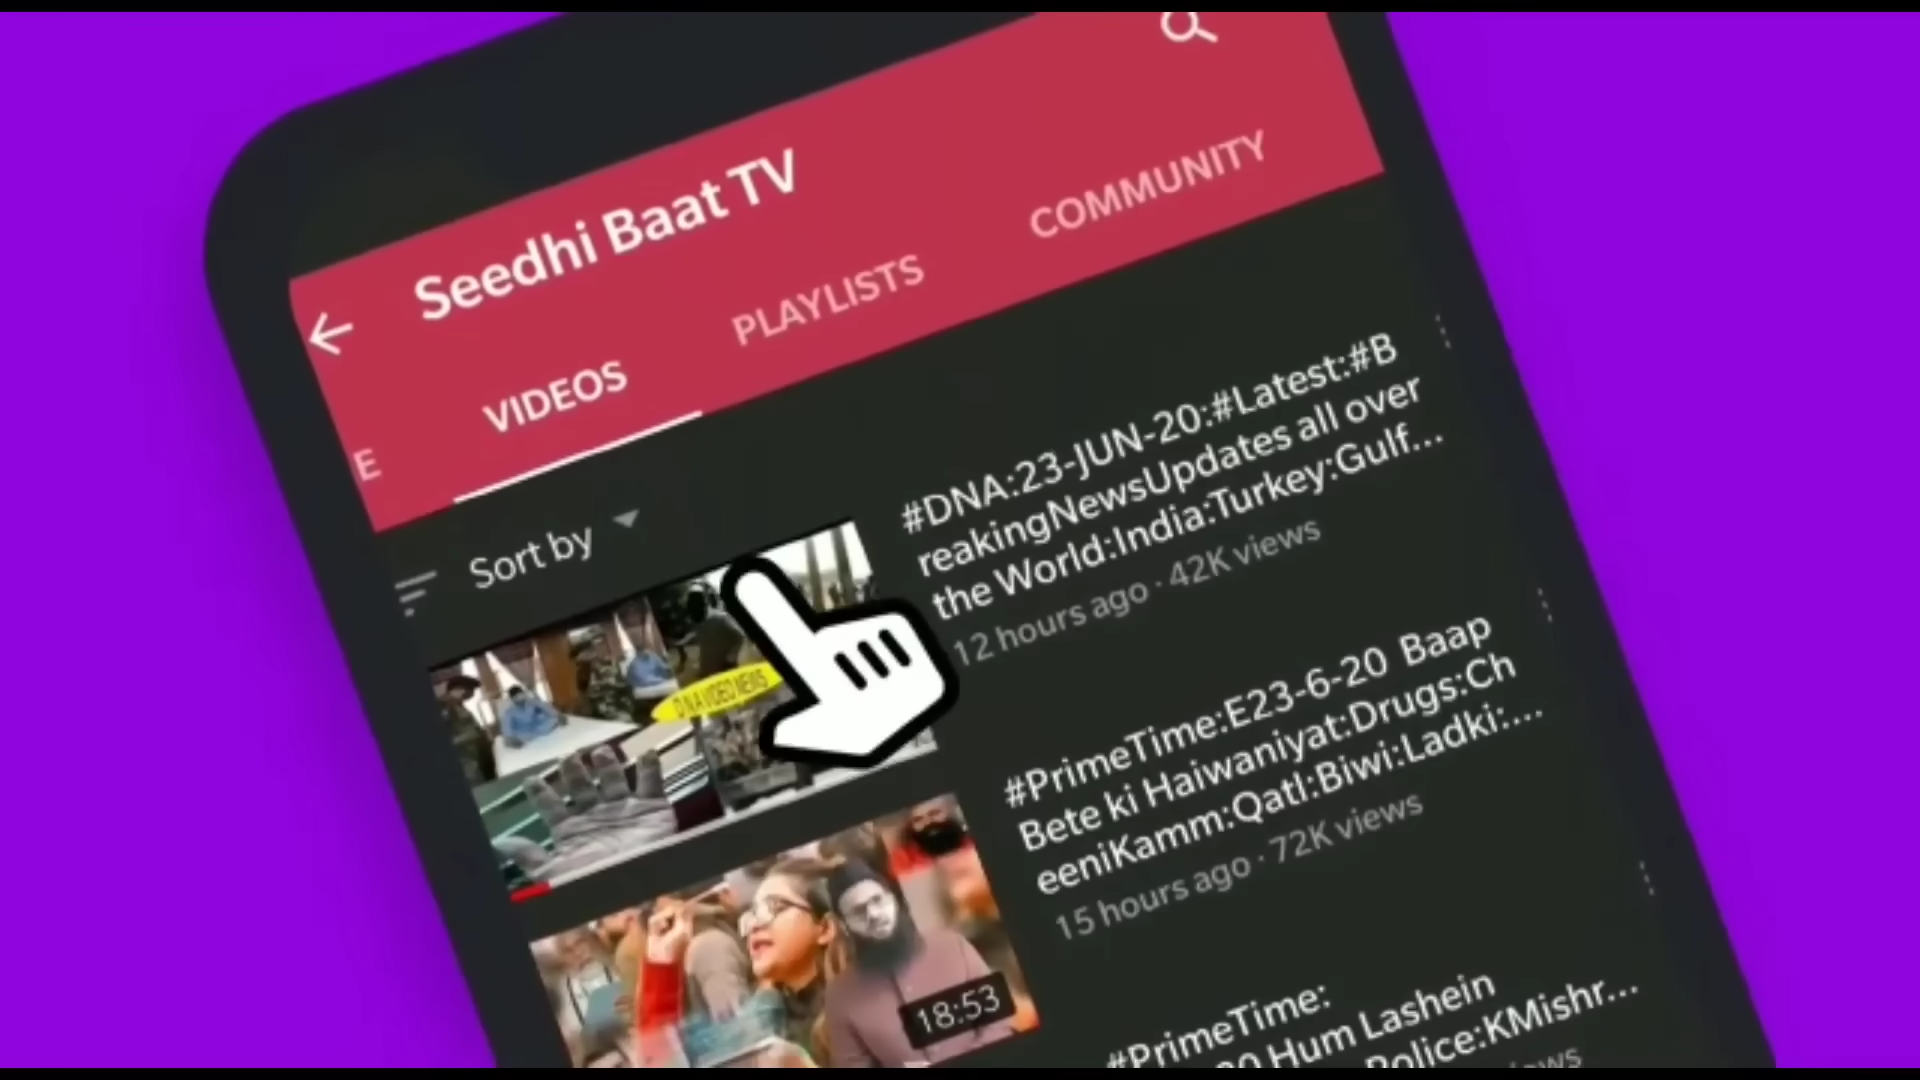 Seedhi Baat TV
E
VIDEOS
PLAYLISTS
COMMUNITY
Sort by
#DNA:23-JUN-20:#Latest:#B
reakingNewsUpdates all over
the World:India:Turkey:Gulf...
12 hours ago · 42K views
D N A VIDEO NEWS
#PrimeTime:E23-6-20 Baap
Bete ki Haiwaniyat:Drugs:Ch
eeniKamm:Qatl:Biwi:Ladki:...
15 hours ago · 72K views
18:53
#PrimeTime:
Hum Lashein
Police:KMishr...